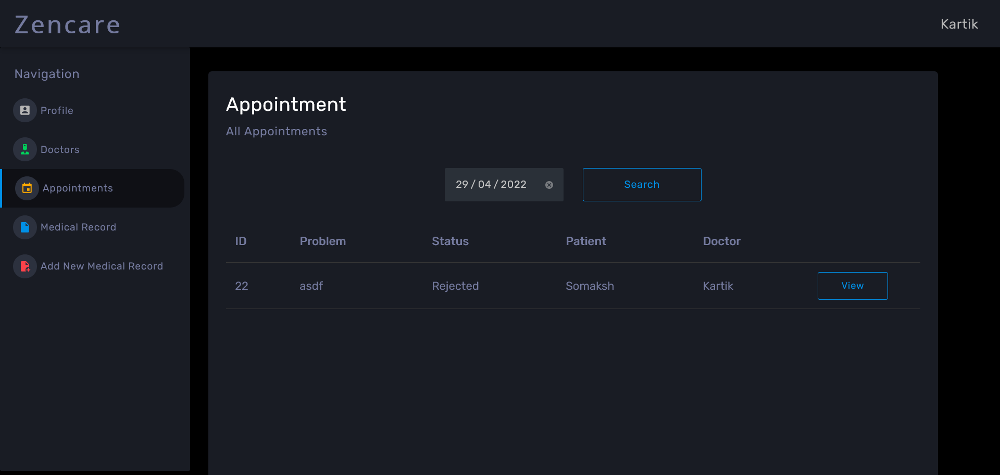 Zencare
Kartik
Navigation
Profile
Doctors
Appointments
Medical Record
Add New Medical Record
Appointment
All Appointments
29 / 04 / 2022
Search
ID Problem Status Patient Doctor
22 asdf Rejected Somaksh Kartik View